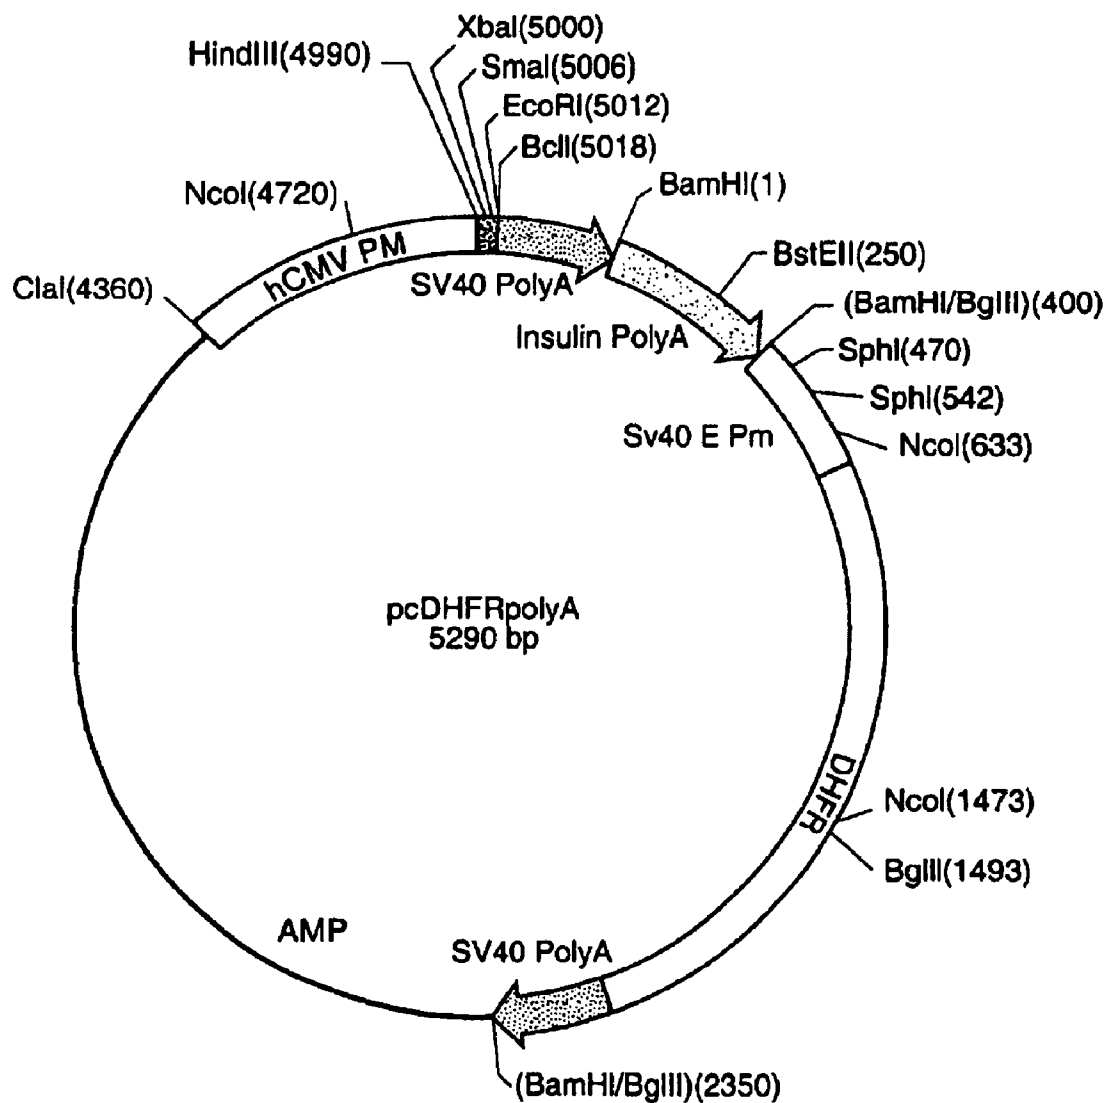 XbaI(5000)
HindIII(4990)
SmaI(5006)
EcoRI(5012)
BclI(5018)
BamHI(1)
NcoI(4720)
hCMV PM
BstEII(250)
ClaI(4360)
SV40 PolyA
(BamHI/BglII)(400)
Insulin PolyA
SphI(470)
SphI(542)
Sv40 E Pm
NcoI(633)
pcDHFRpolyA
5290 bp
DHFR
NcoI(1473)
BglII(1493)
AMP
SV40 PolyA
(BamHI/BglII)(2350)